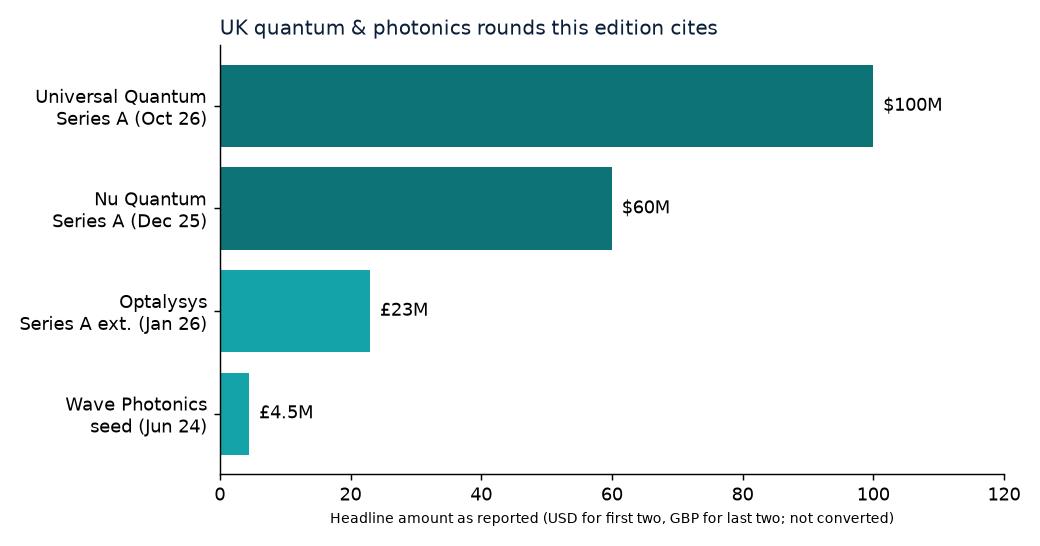 UK quantum & photonics rounds this edition cites
Universal Quantum
Series A (Oct 26)
$100M
Nu Quantum
Series A (Dec 25)
$60M
Optalysys
Series A ext. (Jan 26)
£23M
Wave Photonics
seed (Jun 24)
£4.5M
0 20 40 60 80 100 120
Headline amount as reported (USD for first two, GBP for last two; not converted)